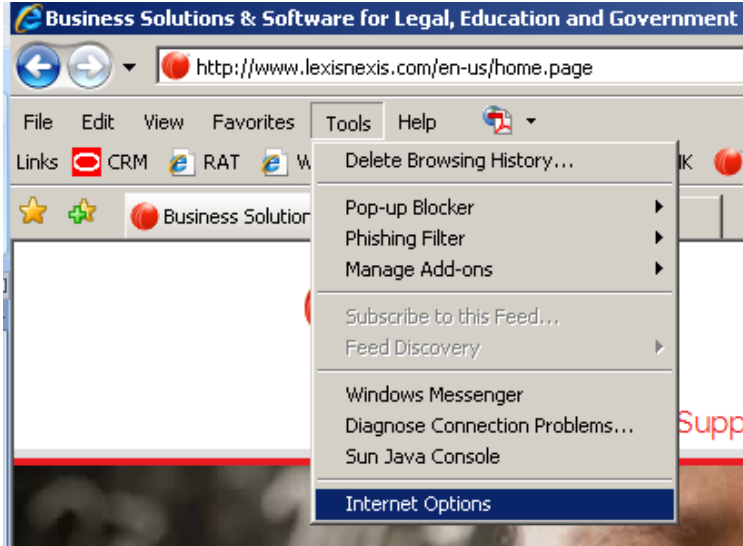 Business Solutions & Software for Legal, Education and Government
http://www.lexisnexis.com/en-us/home.page
File Edit View Favorites Tools Help
Links CRM RAT
Business Solution
Delete Browsing History...
Pop-up Blocker
Phishing Filter
Manage Add-ons
Subscribe to this Feed...
Feed Discovery
Windows Messenger
Diagnose Connection Problems...
Sun Java Console
Internet Options
Supp